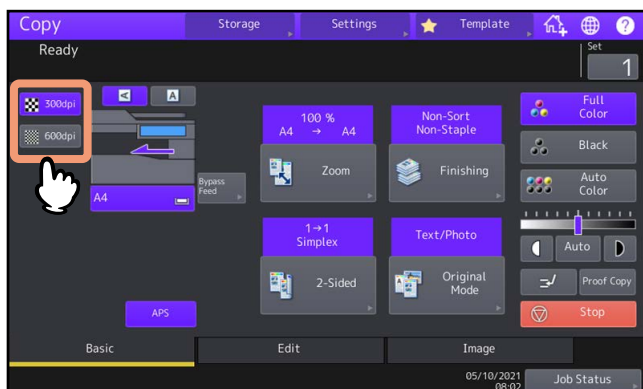 Copy
Storage
Settings
Template
?
Ready
Set
1
300dpi
600dpi
A
A
A4
Bypass
Feed
APS
100 %
A4 → A4
Zoom
Non-Sort
Non-Staple
Finishing
1→1
Simplex
2-Sided
Text/Photo
Original
Mode
Full
Color
Black
Auto
Color
Auto
Proof Copy
Stop
Basic
Edit
Image
05/10/2021
08:02
Job Status